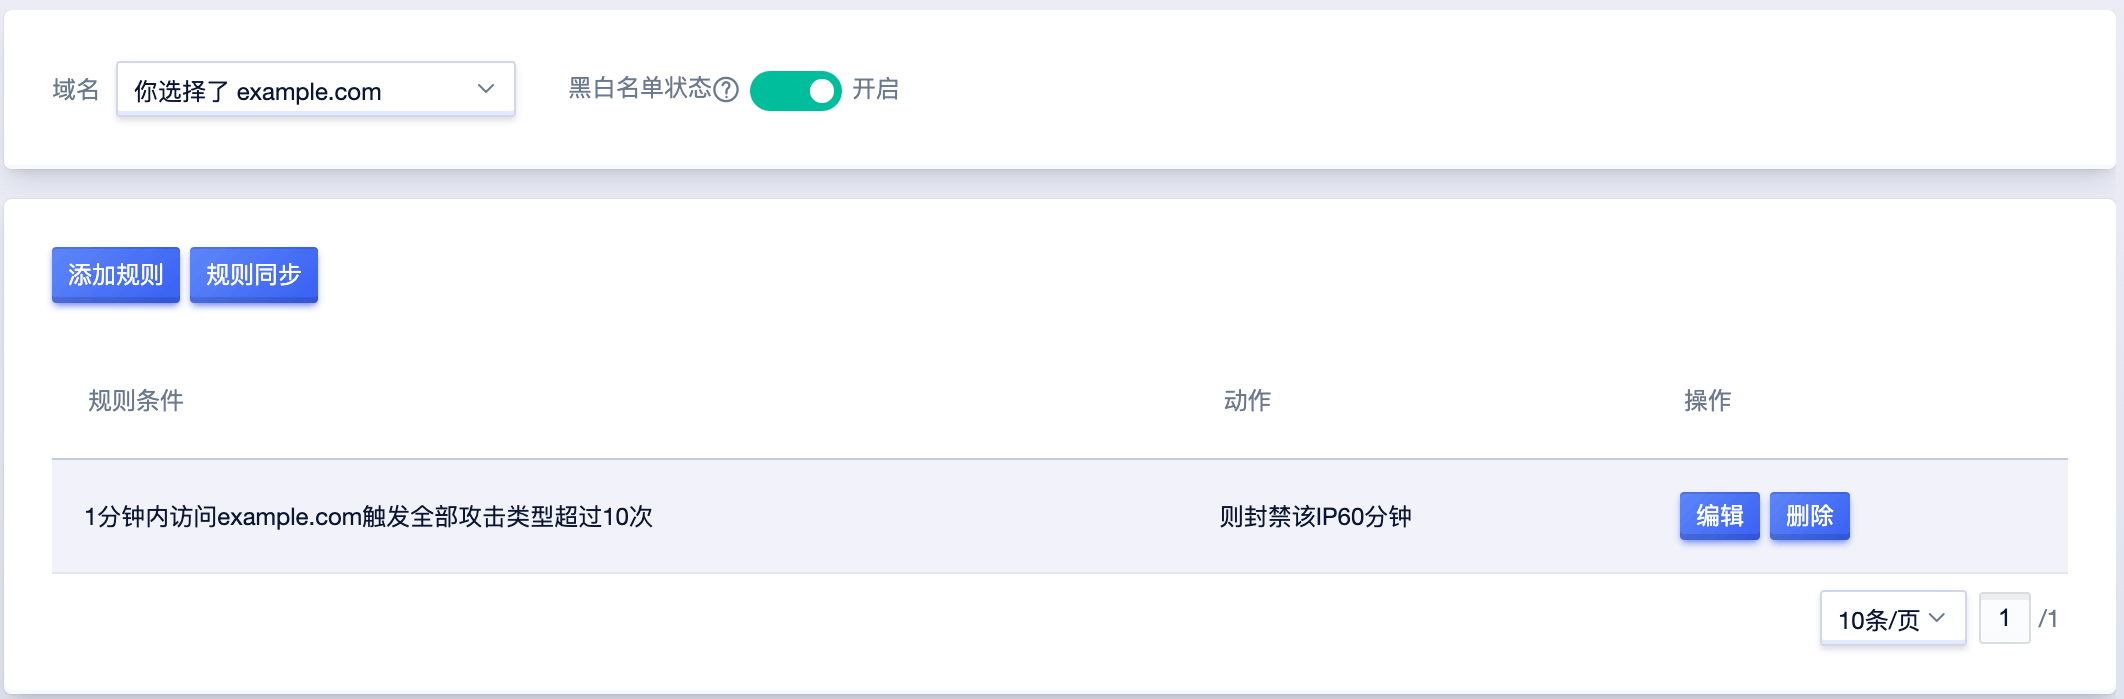 域名 你选择了 example.com 黑白名单状态? 开启
添加规则 规则同步
规则条件 动作 操作
1分钟内访问example.com触发全部攻击类型超过10次 则封禁该IP60分钟 编辑 删除
10条/页 1 /1